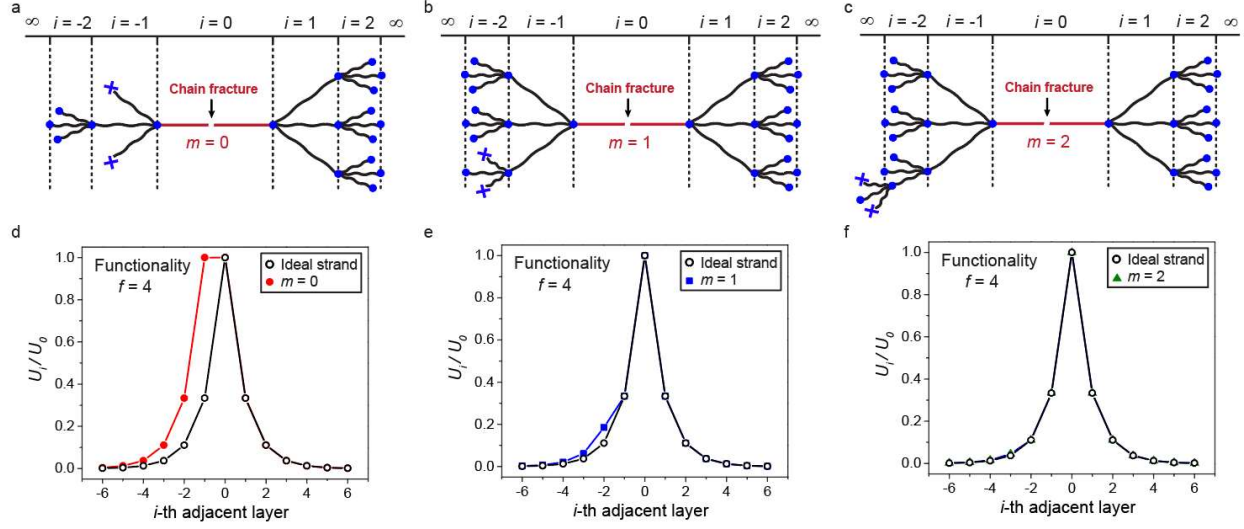 a
∞ i = -2 i = -1 i = 0 i = 1 i = 2 ∞
Chain fracture
m = 0
b
∞ i = -2 i = -1 i = 0 i = 1 i = 2 ∞
Chain fracture
m = 1
c
∞ i = -2 i = -1 i = 0 i = 1 i = 2 ∞
Chain fracture
m = 2
d
Functionality
f = 4
Ideal strand
m = 0
U_i / U_0
1.0
0.8
0.6
0.4
0.2
0.0
-6 -4 -2 0 2 4 6
i-th adjacent layer
e
Functionality
f = 4
Ideal strand
m = 1
U_i / U_0
1.0
0.8
0.6
0.4
0.2
0.0
-6 -4 -2 0 2 4 6
i-th adjacent layer
f
Functionality
f = 4
Ideal strand
m = 2
U_i / U_0
1.0
0.8
0.6
0.4
0.2
0.0
-6 -4 -2 0 2 4 6
i-th adjacent layer